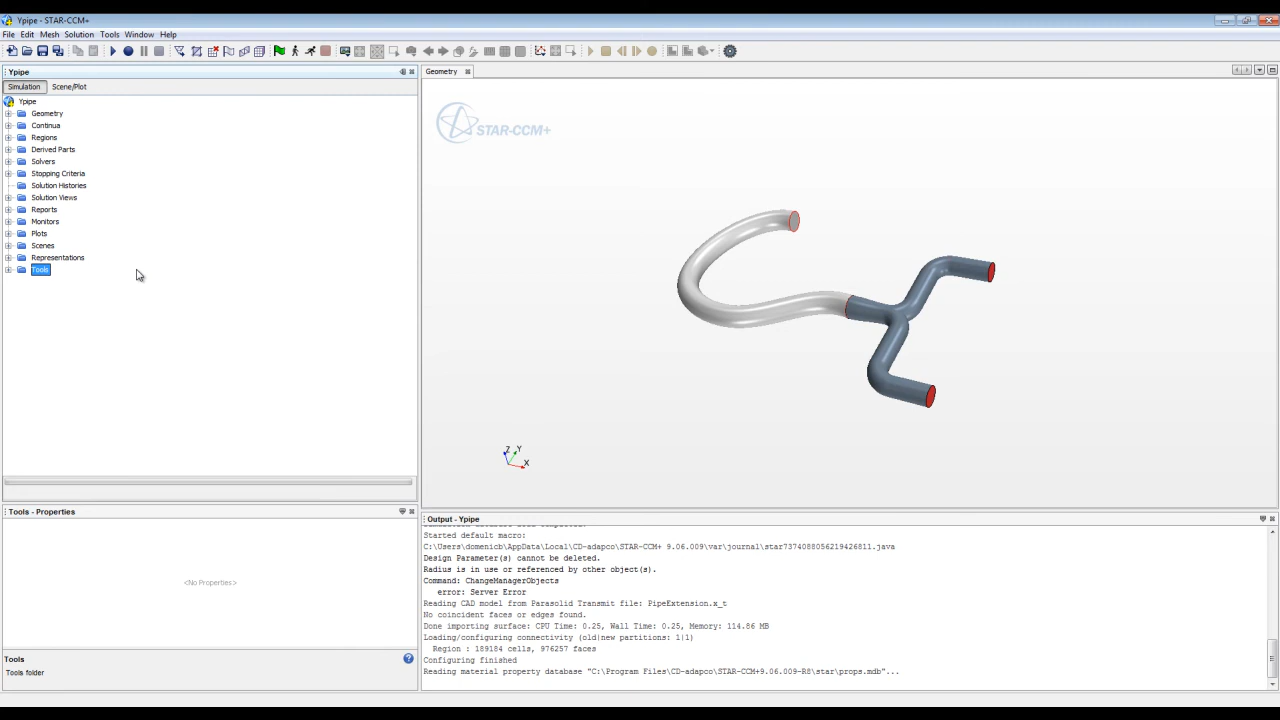 Ypipe - STAR-CCM+
File Edit Mesh Solution Tools Window Help
Ypipe
Geometry
Simulation Scene/Plot
Ypipe
Geometry
Continua
Regions
Derived Parts
Solvers
Stopping Criteria
Solution Histories
Solution Views
Reports
Monitors
Plots
Scenes
Representations
Tools
STAR-CCM+
Z Y
X
Tools - Properties
<No Properties>
Tools
Tools folder
Output - Ypipe
Started default macro:
C:\Users\domenicb\AppData\Local\CD-adapco\STAR-CCM+ 9.06.009\var\journal\star7374088056219426811.java
Design Parameter(s) cannot be deleted.
Radius is in use or referenced by other object(s).
Command: ChangeManagerObjects
error: Server Error
Reading CAD model from Parasolid Transmit file: PipeExtension.x_t
No coincident faces or edges found.
Done importing surface: CPU Time: 0.25, Wall Time: 0.25, Memory: 114.86 MB
Loading/configuring connectivity (old|new partitions: 1|1)
Region : 189184 cells, 976257 faces
Configuring finished
Reading material property database "C:\Program Files\CD-adapco\STAR-CCM+9.06.009-R8\star\props.mdb"...